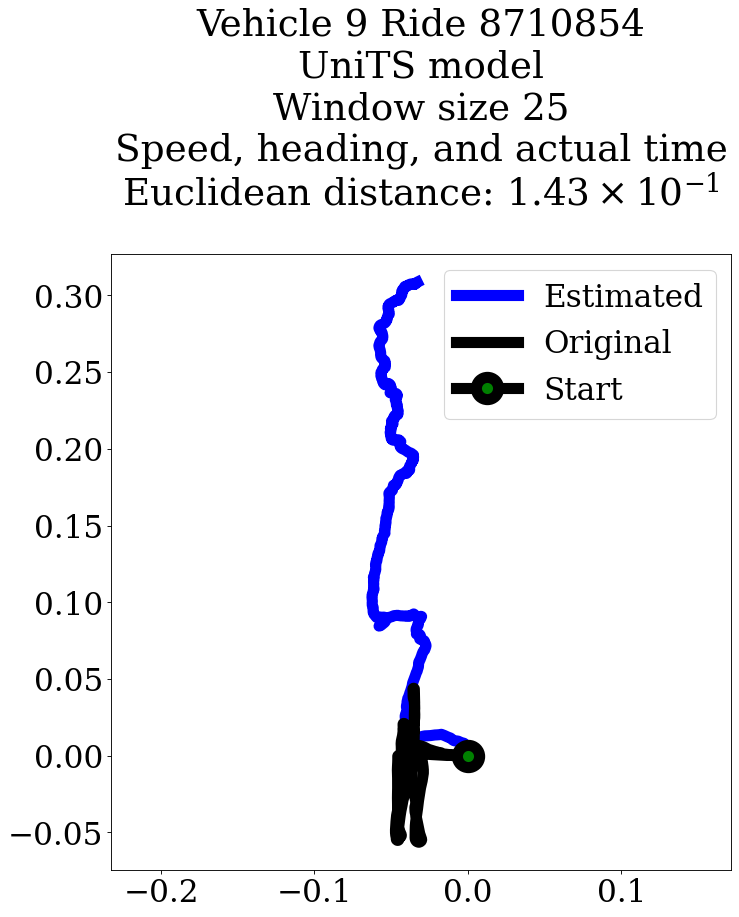 Vehicle 9 Ride 8710854
UniTS model
Window size 25
Speed, heading, and actual time
Euclidean distance: 1.43 × 10⁻¹
Estimated
Original
Start
0.30
0.25
0.20
0.15
0.10
0.05
0.00
−0.05
−0.2 −0.1 0.0 0.1